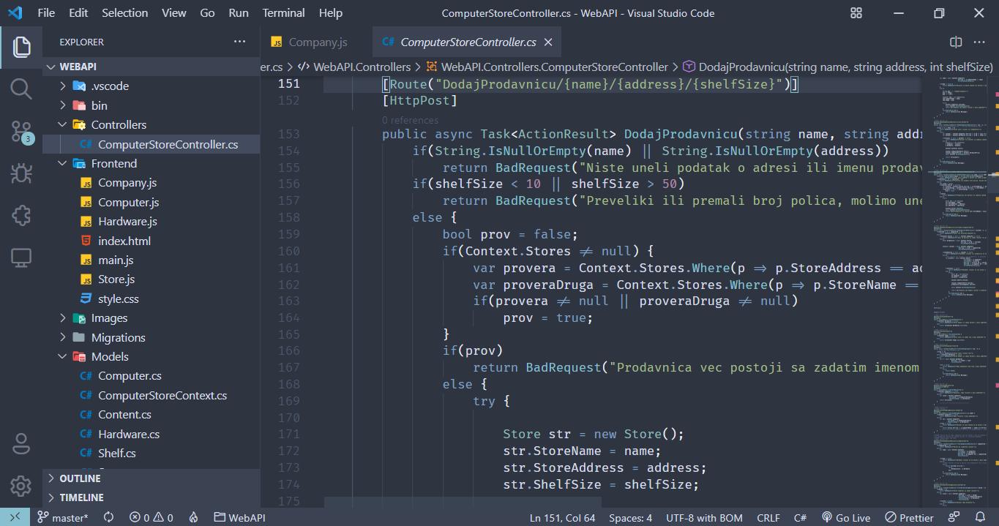 File Edit Selection View Go Run Terminal Help ComputerStoreController.cs - WebAPI - Visual Studio Code
EXPLORER
WEBAPI
.vscode
bin
Controllers
C# ComputerStoreController.cs
Frontend
JS Company.js
JS Computer.js
JS Hardware.js
index.html
JS main.js
JS Store.js
style.css
Images
Migrations
Models
C# Computer.cs
C# ComputerStoreContext.cs
C# Content.cs
C# Hardware.cs
C# Shelf.cs
OUTLINE
TIMELINE
3
JS Company.js C# ComputerStoreController.cs
er.cs > WebAPI.Controllers > WebAPI.Controllers.ComputerStoreController > DodajProdavnicu(string name, string address, int shelfSize)
151 [Route("DodajProdavnicu/{name}/{address}/{shelfSize}")]
152 [HttpPost]
0 references
153 public async Task<ActionResult> DodajProdavnicu(string name, string addr
154 if(String.IsNullOrEmpty(name) || String.IsNullOrEmpty(address))
155 return BadRequest("Niste uneli podatak o adresi ili imenu prodav
156 if(shelfSize < 10 || shelfSize > 50)
157 return BadRequest("Preveliki ili premali broj polica, molimo une
158 else {
159 bool prov = false;
160 if(Context.Stores != null) {
161 var provera = Context.Stores.Where(p => p.StoreAddress == ad
162 var proveraDruga = Context.Stores.Where(p => p.StoreName ==
163 if(provera != null || proveraDruga != null)
164 prov = true;
165 }
166 if(prov)
167 return BadRequest("Prodavnica vec postoji sa zadatim imenom
168 else {
169 try {
170
171 Store str = new Store();
172 str.StoreName = name;
173 str.StoreAddress = address;
174 str.ShelfSize = shelfSize;
175
master* 0 0 WebAPI Ln 151, Col 64 Spaces: 4 UTF-8 with BOM CRLF C# Go Live Prettier